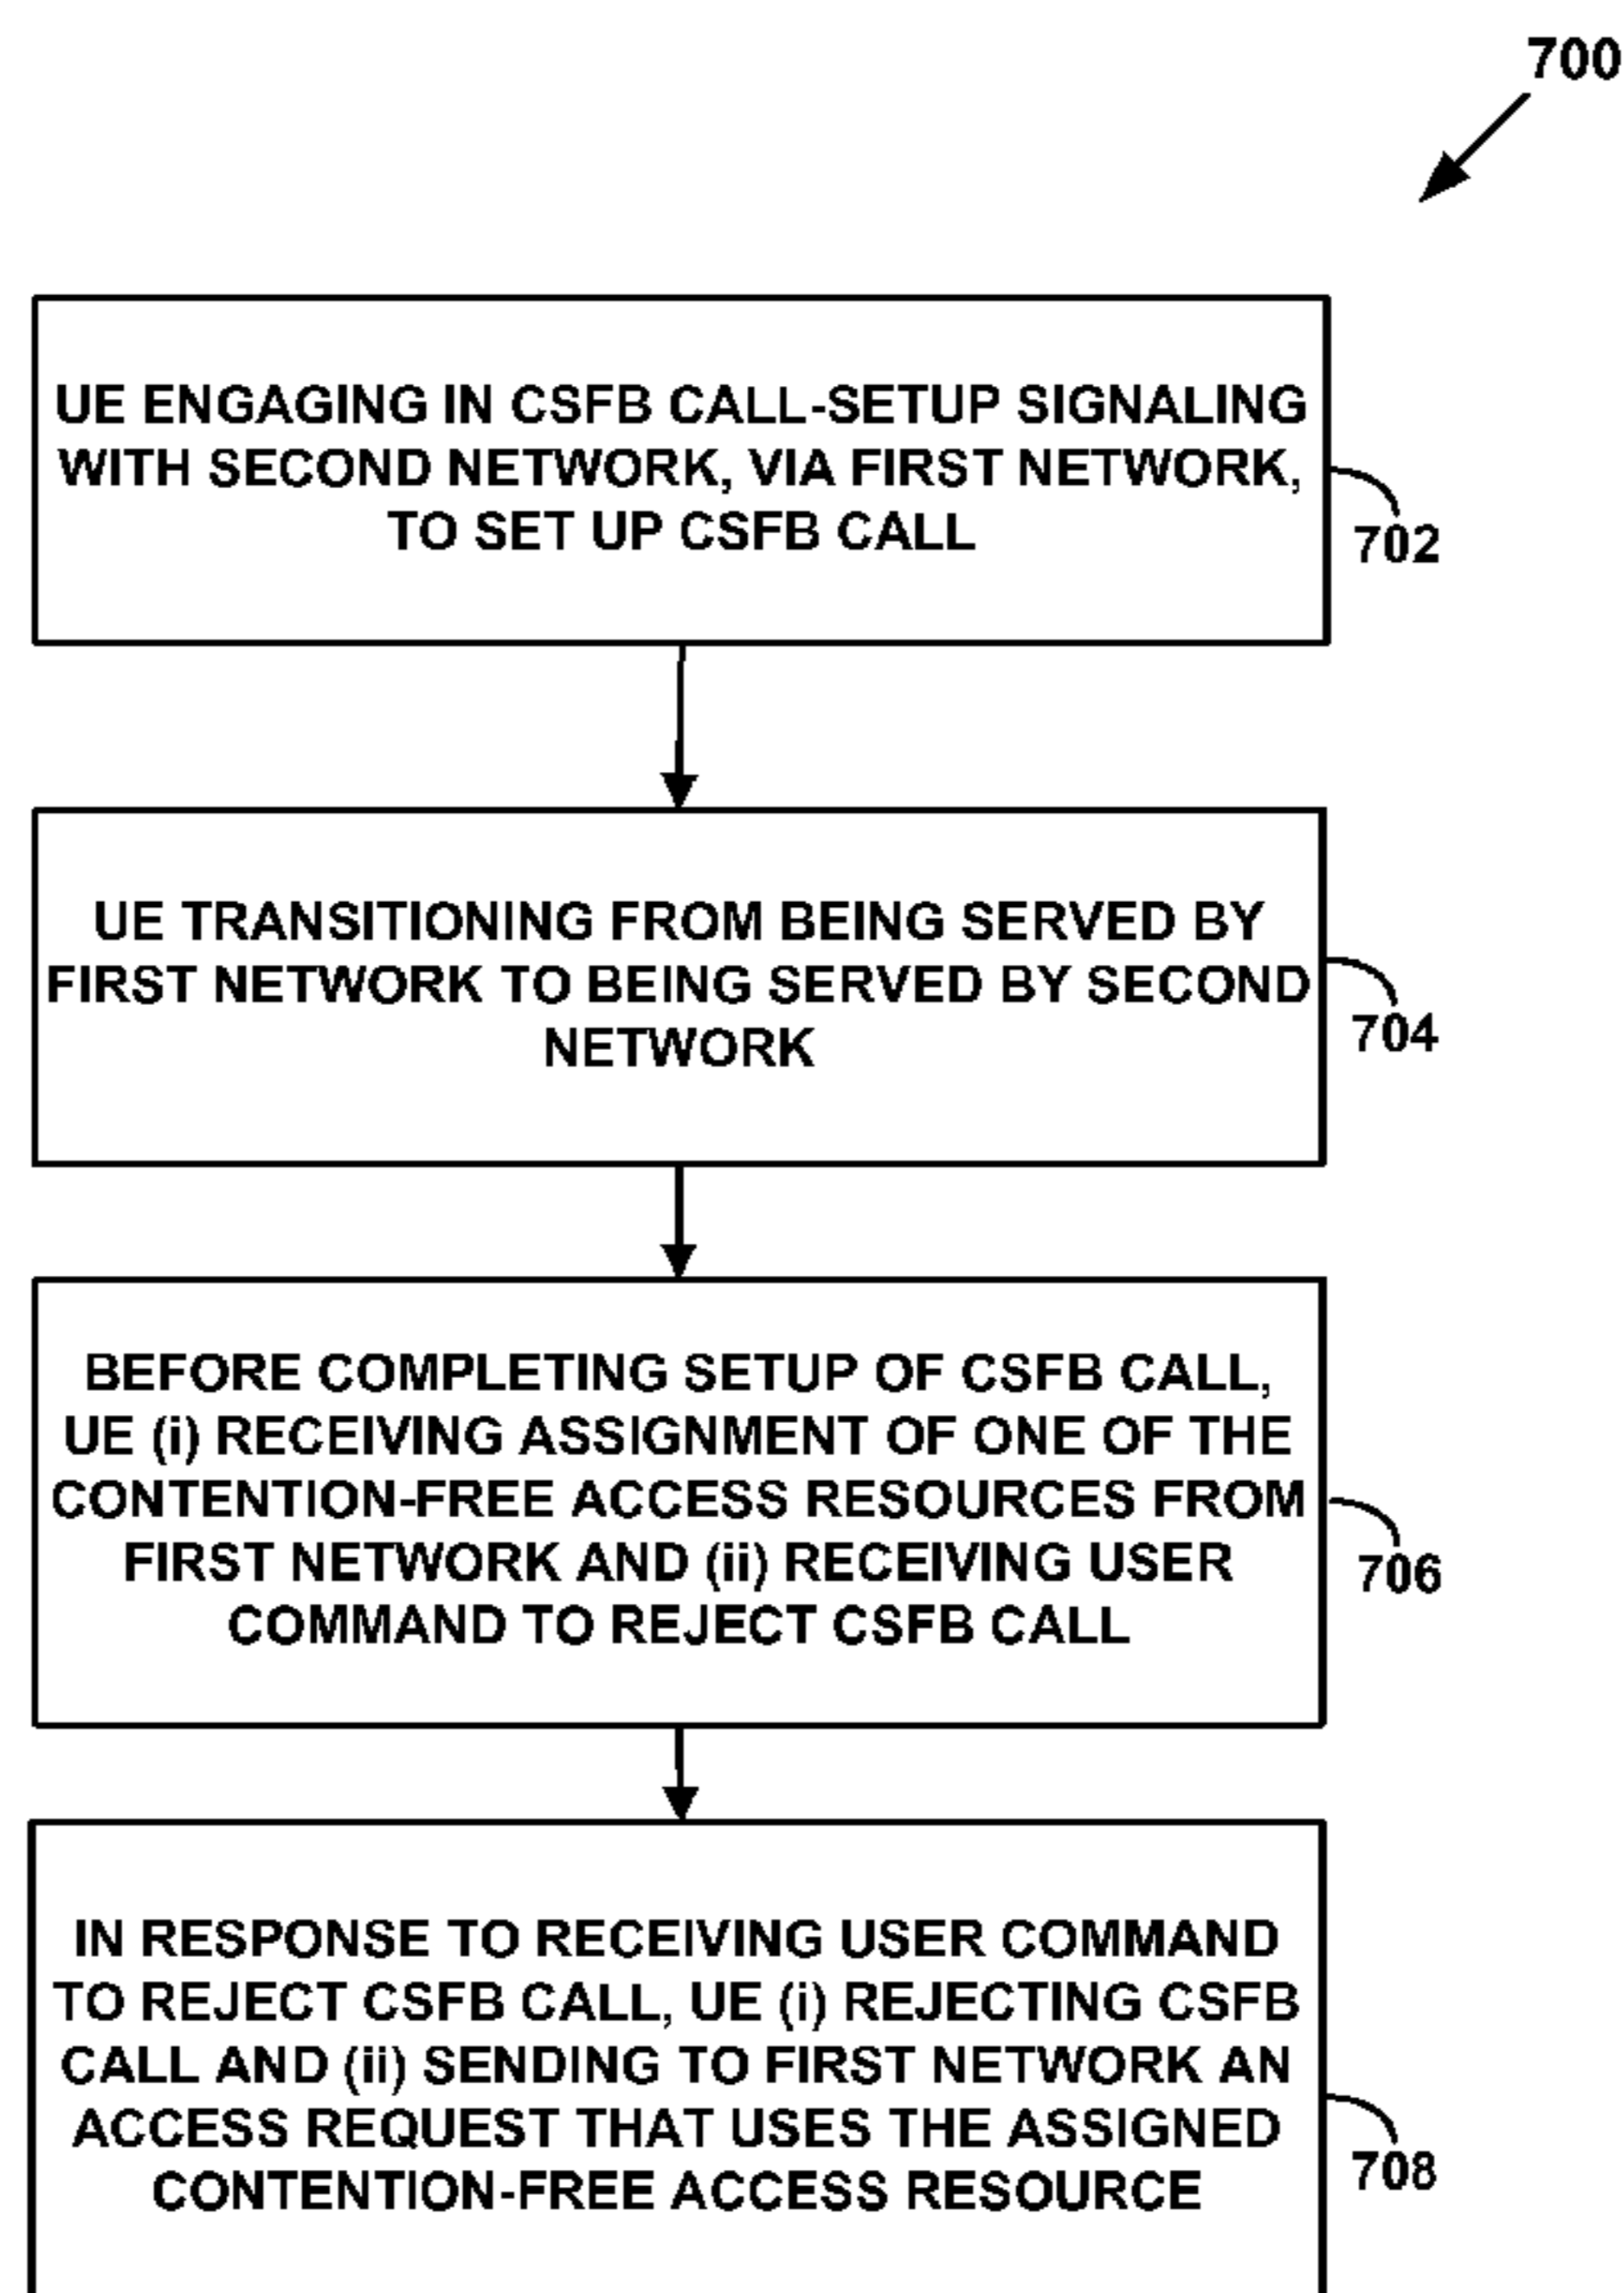 700
UE ENGAGING IN CSFB CALL-SETUP SIGNALING
WITH SECOND NETWORK, VIA FIRST NETWORK,
TO SET UP CSFB CALL
702
UE TRANSITIONING FROM BEING SERVED BY
FIRST NETWORK TO BEING SERVED BY SECOND
NETWORK
704
BEFORE COMPLETING SETUP OF CSFB CALL,
UE (i) RECEIVING ASSIGNMENT OF ONE OF THE
CONTENTION-FREE ACCESS RESOURCES FROM
FIRST NETWORK AND (ii) RECEIVING USER
COMMAND TO REJECT CSFB CALL
706
IN RESPONSE TO RECEIVING USER COMMAND
TO REJECT CSFB CALL, UE (i) REJECTING CSFB
CALL AND (ii) SENDING TO FIRST NETWORK AN
ACCESS REQUEST THAT USES THE ASSIGNED
CONTENTION-FREE ACCESS RESOURCE
708